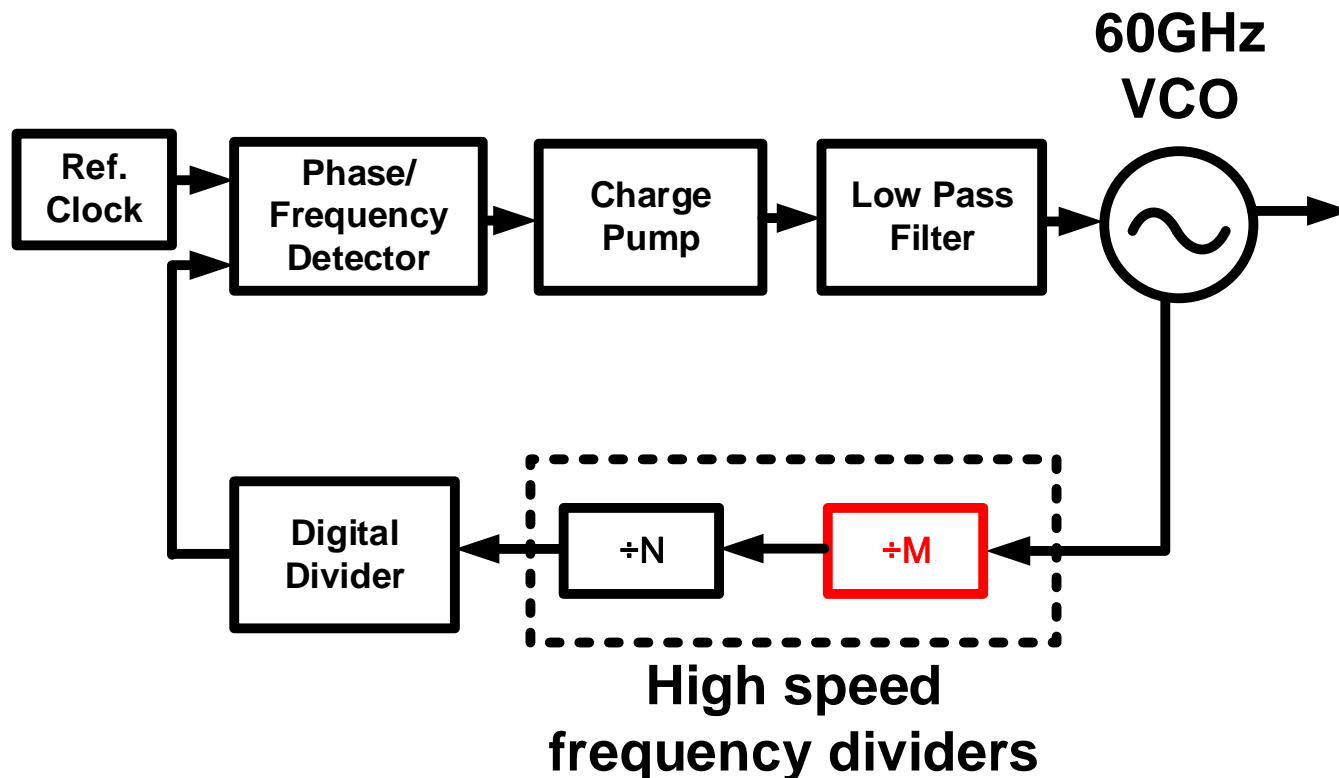 60GHz
VCO
Ref.
Clock
Phase/
Frequency
Detector
Charge
Pump
Low Pass
Filter
Digital
Divider
÷N
÷M
High speed
frequency dividers